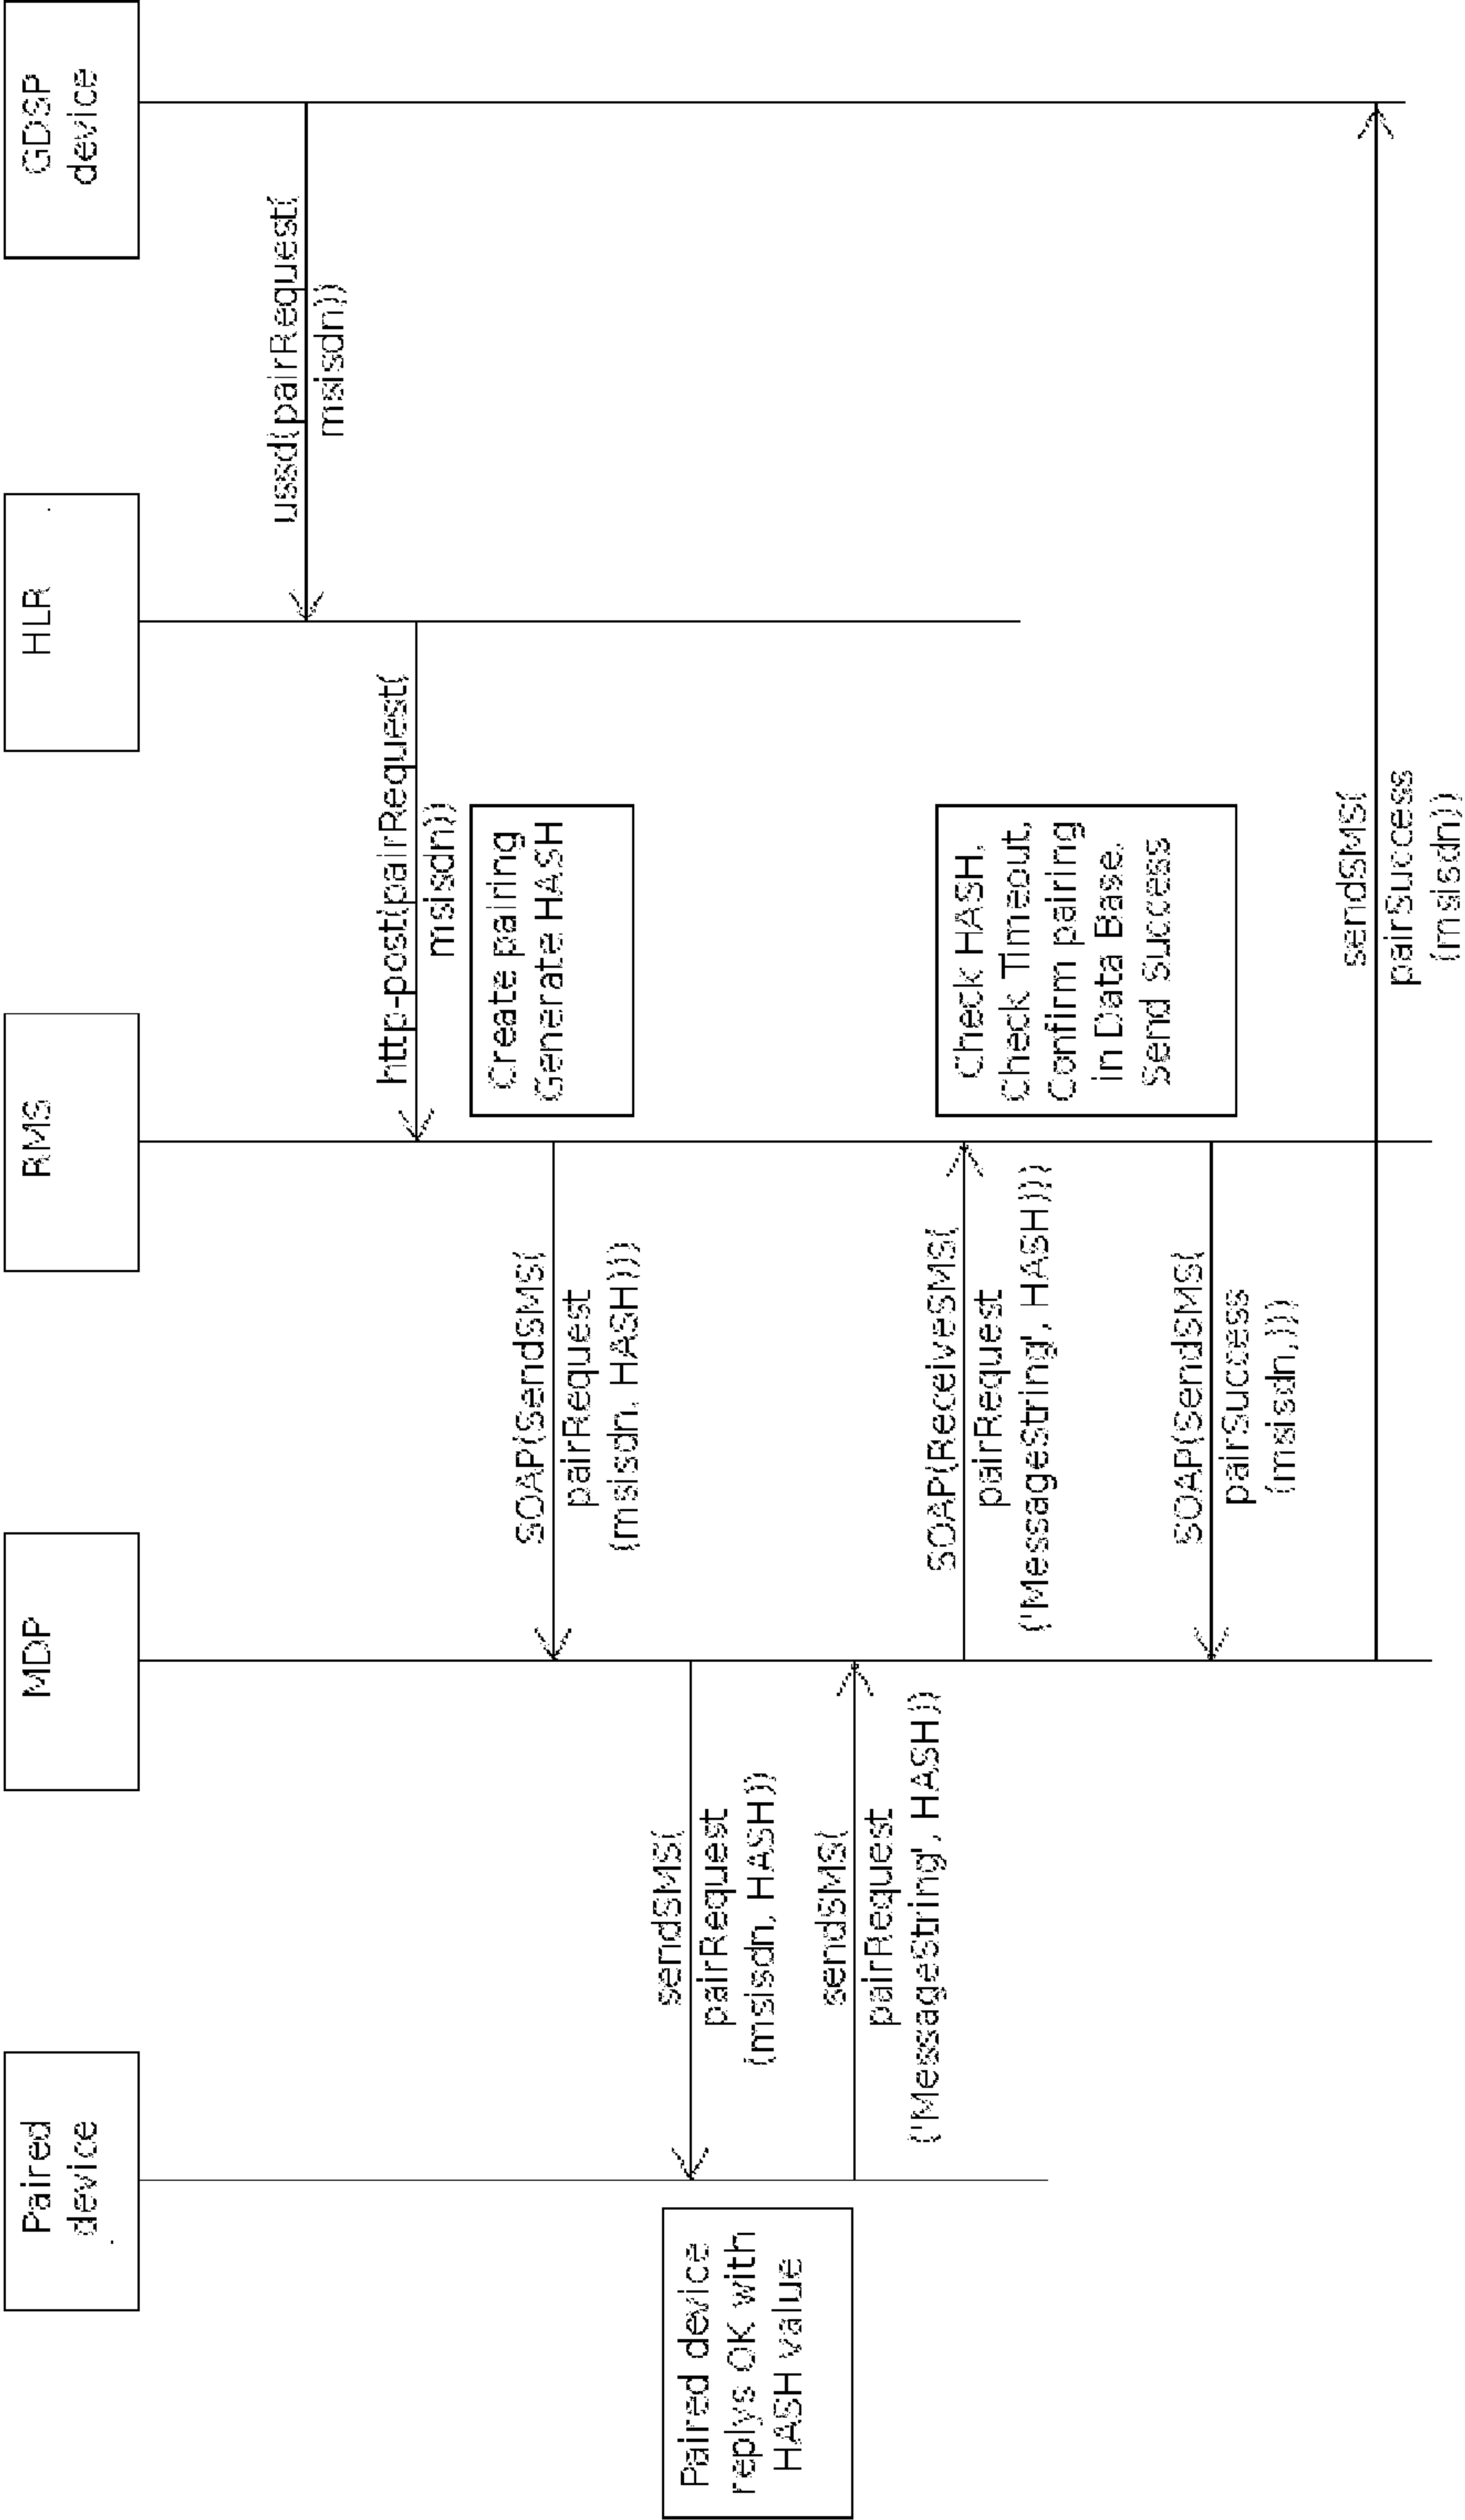 Paired
device
MDP
RMS
HLR
GDSP
device
ussd(pairRequest(
msisdn))
http-post(pairRequest(
msisdn))
Create pairing
Generate HASH
SOAP(SendSMS(
pairRequest
(msisdn, HASH)))
sendSMS(
pairRequest
(msisdn, HASH))
Paired device
replys OK with
HASH value
sendSMS(
pairRequest
('MessageString', HASH))
SOAP(ReceiveSMS(
pairRequest
('MessageString', HASH)))
Check HASH,
Check Timeout,
Confirm pairing
in Data Base.
Send Success
SOAP(SendSMS(
pairSuccess
(msisdn,)))
sendSMS(
pairSuccess
(msisdn))